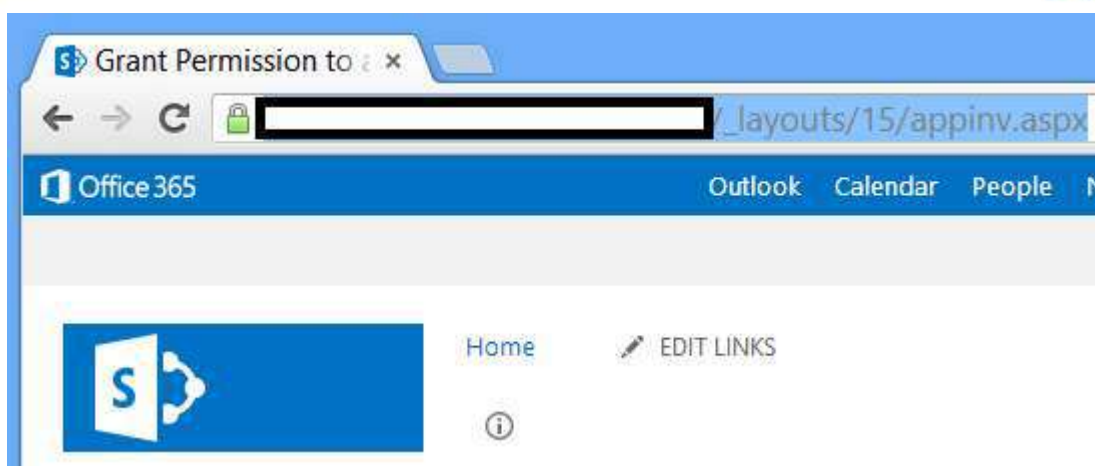 Grant Permission to
/_layouts/15/appinv.aspx
Office 365 Outlook Calendar People
S
Home EDIT LINKS